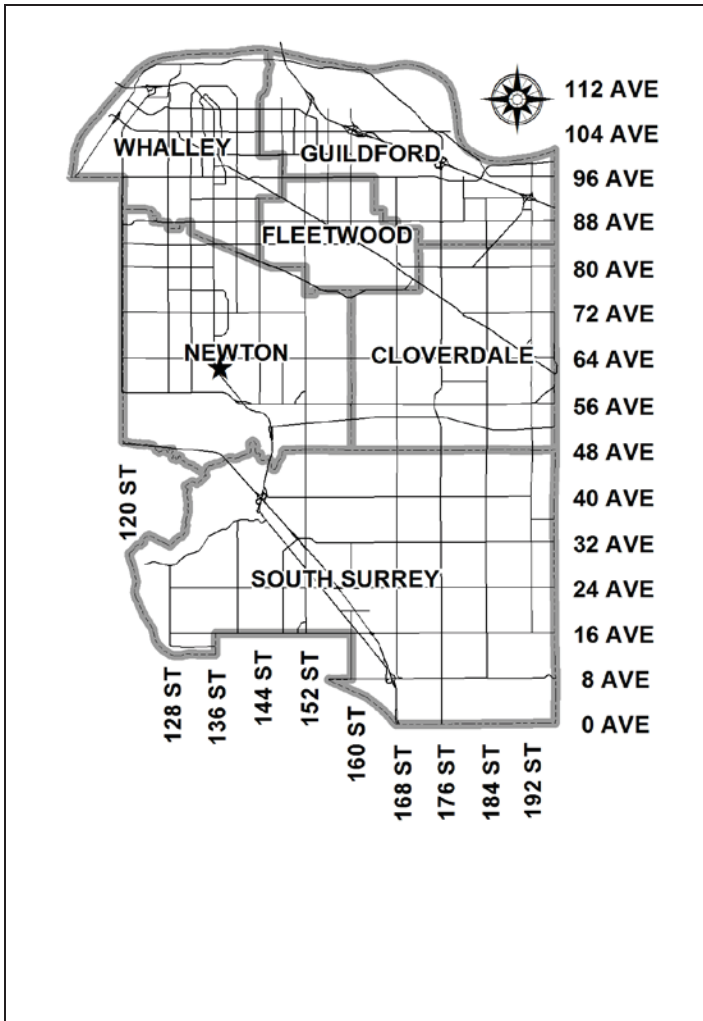 112 AVE
104 AVE
WHALLEY
GUILDFORD
96 AVE
88 AVE
FLEETWOOD
80 AVE
72 AVE
NEWTON
CLOVERDALE
64 AVE
56 AVE
48 AVE
120 ST
40 AVE
32 AVE
SOUTH SURREY
24 AVE
16 AVE
8 AVE
0 AVE
128 ST
136 ST
144 ST
152 ST
160 ST
168 ST
176 ST
184 ST
192 ST